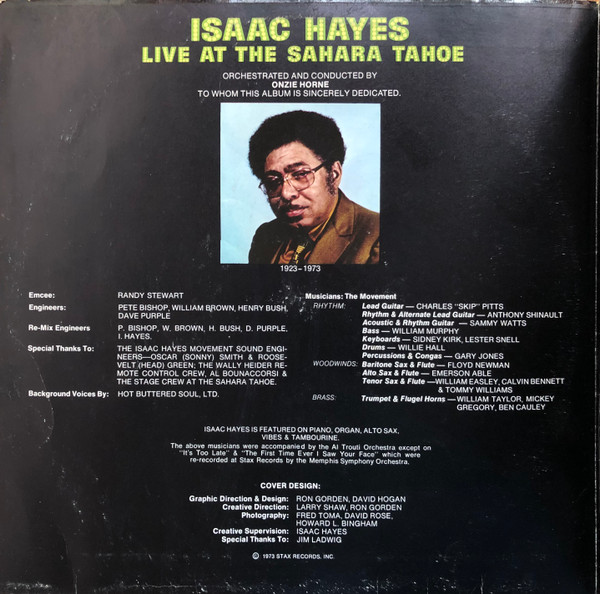 ISAAC HAYES
LIVE AT THE SAHARA TAHOE
ORCHESTRATED AND CONDUCTED BY
ONZIE HORNE
TO WHOM THIS ALBUM IS SINCERELY DEDICATED.
1923-1973
Emcee: RANDY STEWART
Engineers: PETE BISHOP, WILLIAM BROWN, HENRY BUSH,
DAVE PURPLE
Re-Mix Engineers P. BISHOP, W. BROWN, H. BUSH, D. PURPLE,
I. HAYES.
Special Thanks To: THE ISAAC HAYES MOVEMENT SOUND ENGI-
NEERS—OSCAR (SONNY) SMITH & ROOSE-
VELT (HEAD) GREEN; THE WALLY HEIDER RE-
MOTE CONTROL CREW, AL BOUNACCORSI &
THE STAGE CREW AT THE SAHARA TAHOE.
Background Voices By: HOT BUTTERED SOUL, LTD.
Musicians: The Movement
RHYTHM: Lead Guitar — CHARLES "SKIP" PITTS
Rhythm & Alternate Lead Guitar — ANTHONY SHINAULT
Acoustic & Rhythm Guitar — SAMMY WATTS
Bass — WILLIAM MURPHY
Keyboards — SIDNEY KIRK, LESTER SNELL
Drums — WILLIE HALL
Percussions & Congas — GARY JONES
WOODWINDS: Baritone Sax & Flute — FLOYD NEWMAN
Alto Sax & Flute — EMERSON ABLE
Tenor Sax & Flute — WILLIAM EASLEY, CALVIN BENNETT
& TOMMY WILLIAMS
BRASS: Trumpet & Flugel Horns — WILLIAM TAYLOR, MICKEY
GREGORY, BEN CAULEY
ISAAC HAYES IS FEATURED ON PIANO, ORGAN, ALTO SAX,
VIBES & TAMBOURINE.
The above musicians were accompanied by the Al Trouti Orchestra except on
"It's Too Late" & "The First Time Ever I Saw Your Face" which were
re-recorded at Stax Records by the Memphis Symphony Orchestra.
COVER DESIGN:
Graphic Direction & Design: RON GORDEN, DAVID HOGAN
Creative Direction: LARRY SHAW, RON GORDEN
Photography: FRED TOMA, DAVID ROSE,
HOWARD L. BINGHAM
Creative Supervision: ISAAC HAYES
Special Thanks To: JIM LADWIG
© 1973 STAX RECORDS, INC.